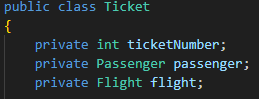 public class Ticket
{
    private int ticketNumber;
    private Passenger passenger;
    private Flight flight;